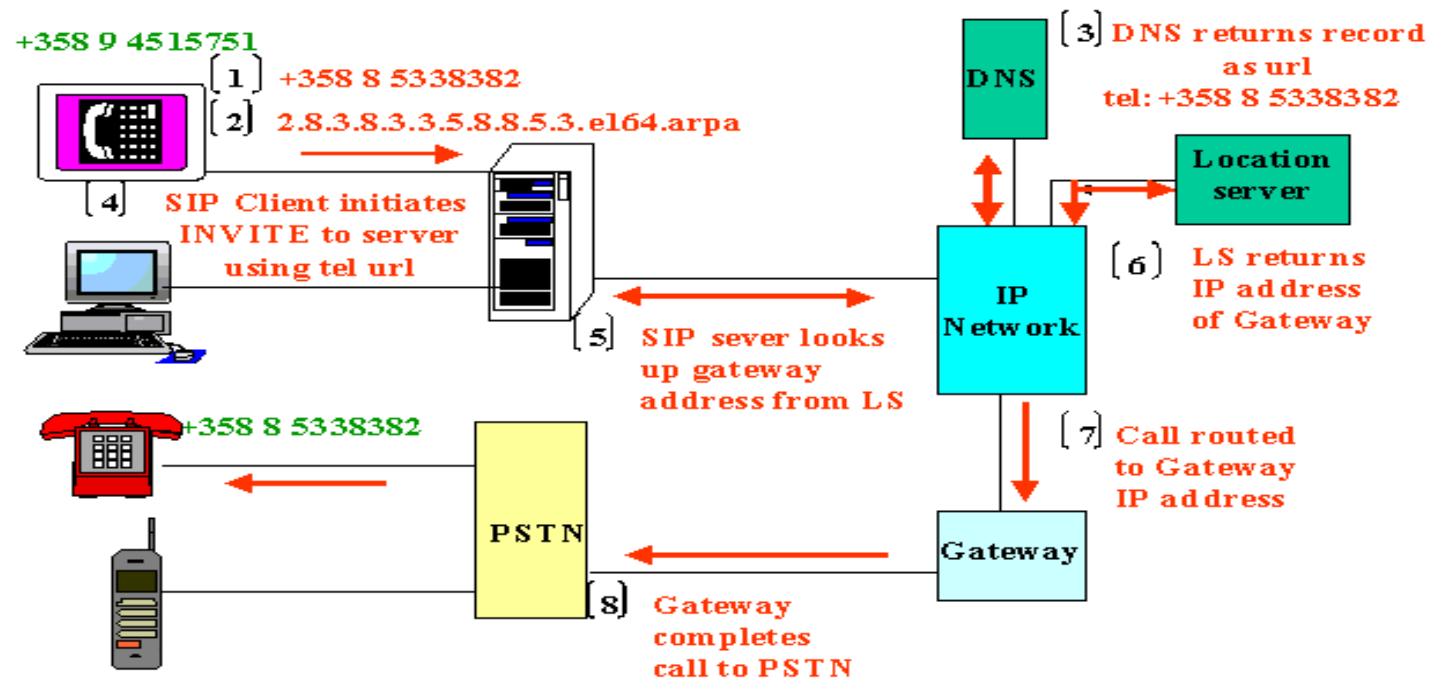 +358 9 4515751
[1] +358 8 5338382
[2] 2.8.3.8.3.3.5.8.8.5.3.e164.arpa
DNS
[3] DNS returns record
as url
tel: +358 8 5338382
Location
server
[4] SIP Client initiates
INVITE to server
using tel url
[5] SIP sever looks
up gateway
address from LS
IP
Network
[6] LS returns
IP address
of Gateway
+358 8 5338382
[7] Call routed
to Gateway
IP address
PSTN
Gateway
[8] Gateway
completes
call to PSTN